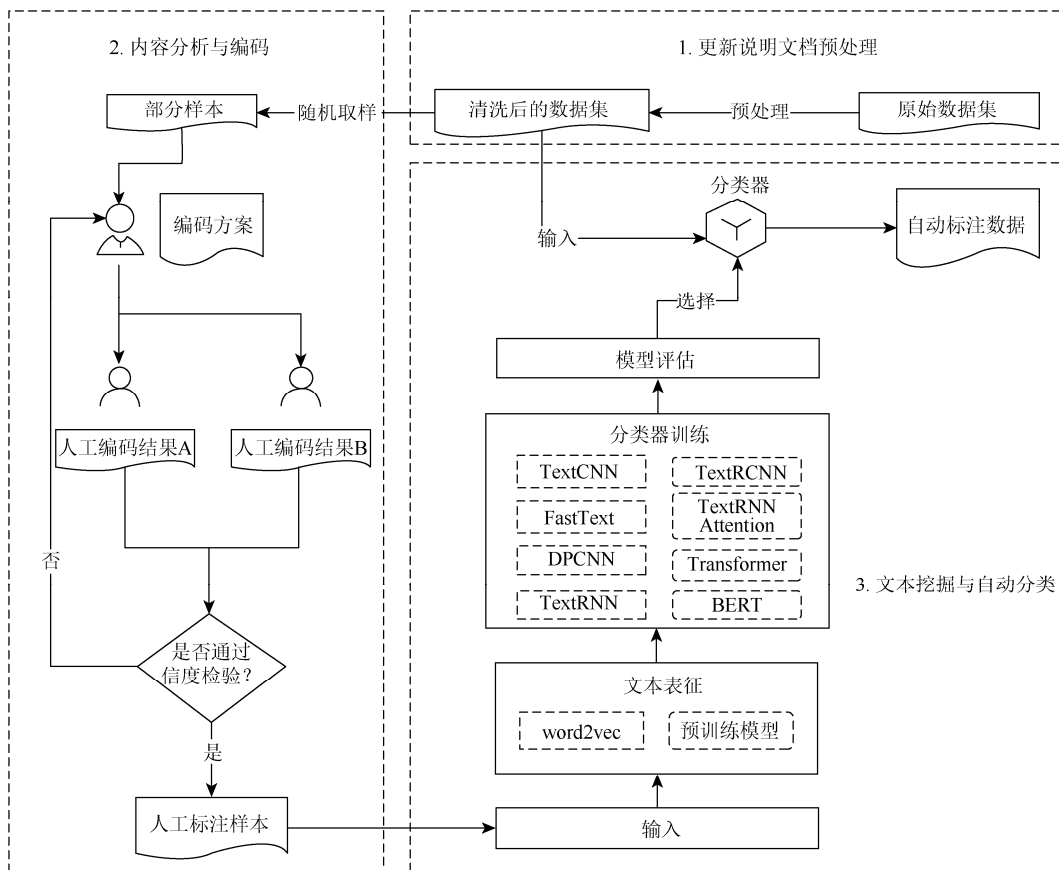 2. 内容分析与编码
部分样本
随机取样
编码方案
人工编码结果A
人工编码结果B
否
是否通过
信度检验?
是
人工标注样本
1. 更新说明文档预处理
清洗后的数据集
预处理
原始数据集
分类器
输入
自动标注数据
选择
模型评估
分类器训练
TextCNN
TextRCNN
FastText
TextRNN
Attention
DPCNN
Transformer
TextRNN
BERT
3. 文本挖掘与自动分类
文本表征
word2vec
预训练模型
输入